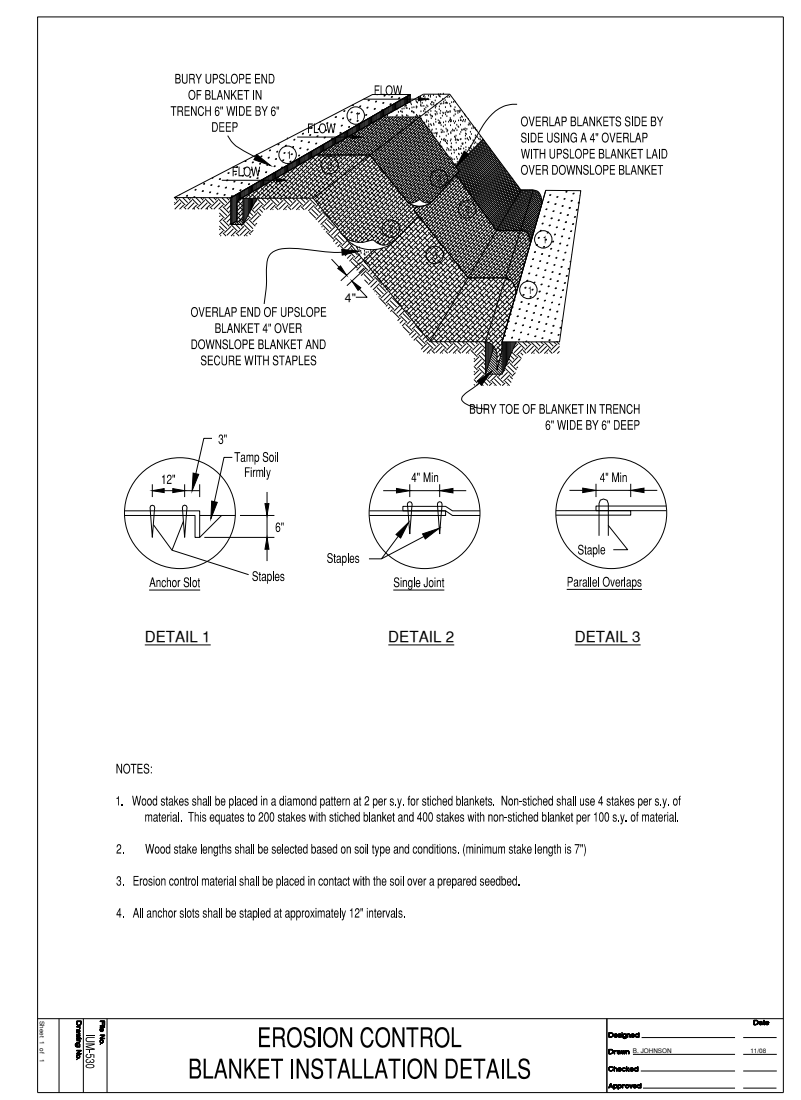 BURY UPSLOPE END
OF BLANKET IN
TRENCH 6" WIDE BY 6"
DEEP
FLOW
FLOW
FLOW
OVERLAP BLANKETS SIDE BY
SIDE USING A 4" OVERLAP
WITH UPSLOPE BLANKET LAID
OVER DOWNSLOPE BLANKET
4"
OVERLAP END OF UPSLOPE
BLANKET 4" OVER
DOWNSLOPE BLANKET AND
SECURE WITH STAPLES
BURY TOE OF BLANKET IN TRENCH
6" WIDE BY 6" DEEP
3"
12"
Tamp Soil
Firmly
6"
Staples
Anchor Slot
DETAIL 1
4" Min
Staples
Single Joint
DETAIL 2
4" Min
Staple
Parallel Overlaps
DETAIL 3
NOTES:
1. Wood stakes shall be placed in a diamond pattern at 2 per s.y. for stiched blankets. Non-stiched shall use 4 stakes per s.y. of
material. This equates to 200 stakes with stiched blanket and 400 stakes with non-stiched blanket per 100 s.y. of material.
2. Wood stake lengths shall be selected based on soil type and conditions. (minimum stake length is 7")
3. Erosion control material shall be placed in contact with the soil over a prepared seedbed.
4. All anchor slots shall be stapled at approximately 12" intervals.
Sheet 1 of 1
Drawing No.
IUM-530
File No.
EROSION CONTROL
BLANKET INSTALLATION DETAILS
Date
Designed
Drawn B. JOHNSON 11/08
Checked
Approved